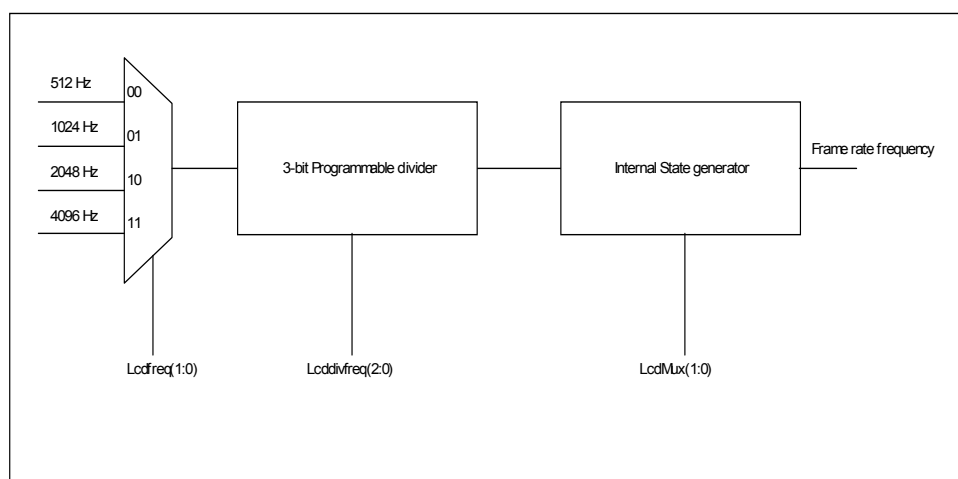 512 Hz
00
1024 Hz
01
2048 Hz
10
4096 Hz
11
3-bit Programmable divider
Internal State generator
Frame rate frequency
Lcdfreq(1:0)
Lcddivfreq(2:0)
LcdMux(1:0)